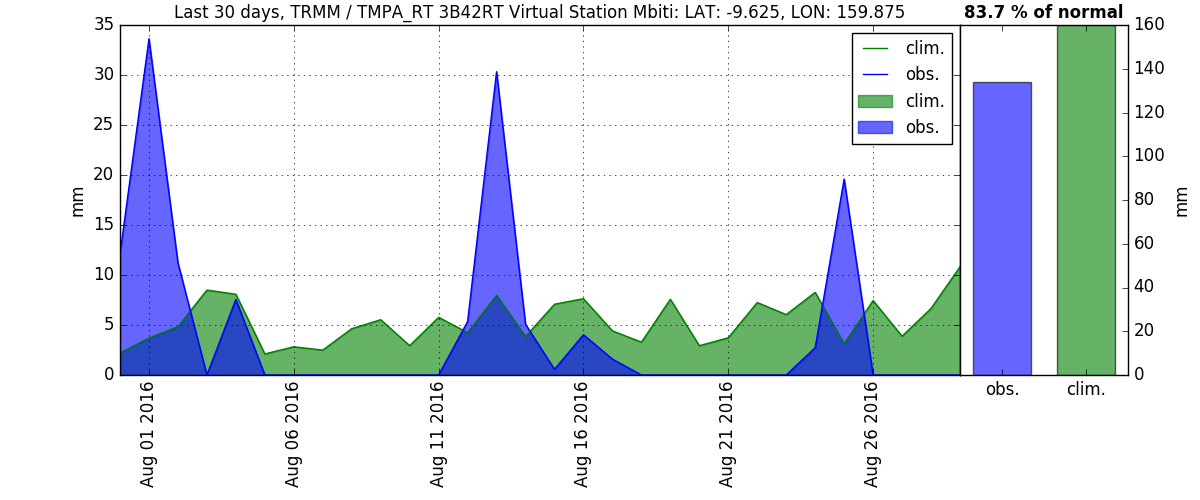 Last 30 days, TRMM / TMPA_RT 3B42RT Virtual Station Mbiti: LAT: -9.625, LON: 159.875
83.7 % of normal
35
30
25
20
15
10
5
0
mm
clim.
obs.
clim.
obs.
160
140
120
100
80
60
40
20
0
mm
Aug 01 2016
Aug 06 2016
Aug 11 2016
Aug 16 2016
Aug 21 2016
Aug 26 2016
obs.
clim.